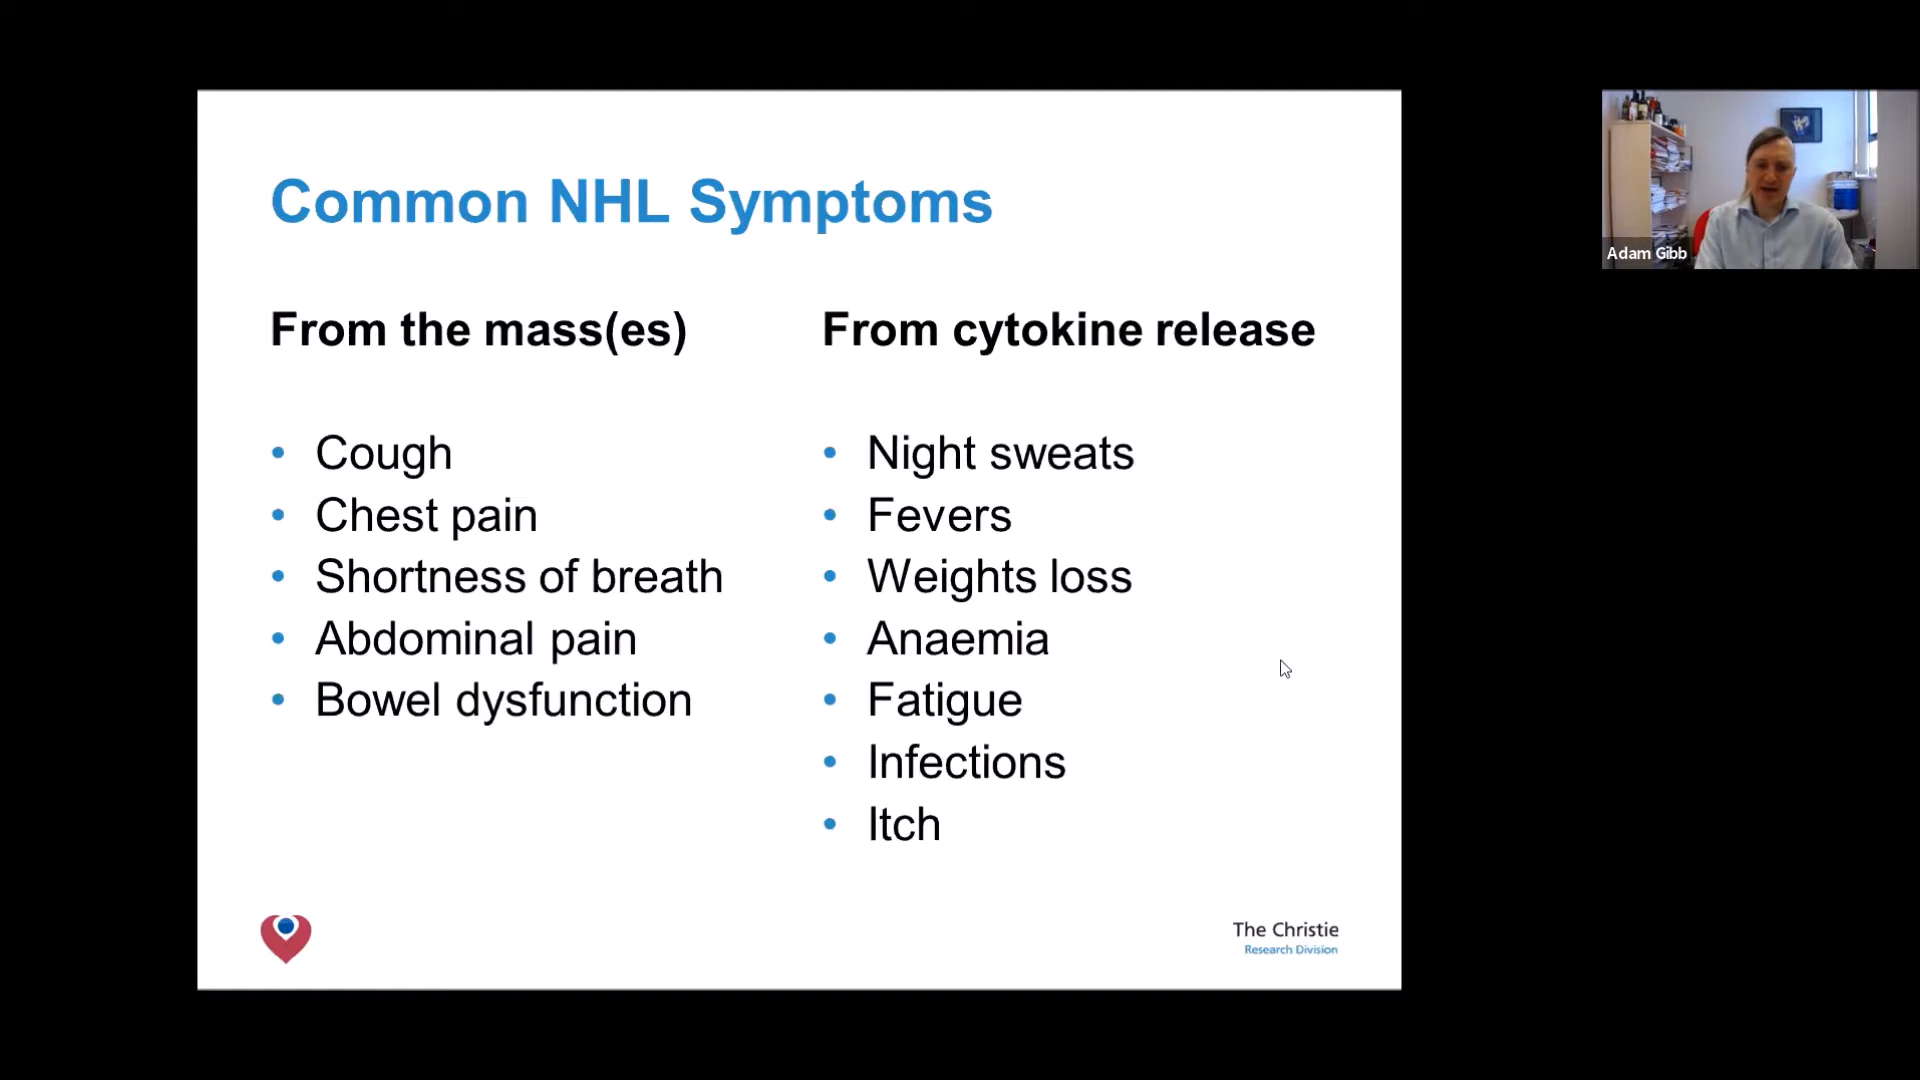 Common NHL Symptoms
From the mass(es)
• Cough
• Chest pain
• Shortness of breath
• Abdominal pain
• Bowel dysfunction
From cytokine release
• Night sweats
• Fevers
• Weights loss
• Anaemia
• Fatigue
• Infections
• Itch
The Christie
Research Division
Adam Gibb